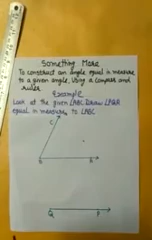 Something More
To construct an angle equal in measure
to a given angle. Using a Compass and
ruler.
Example
Look at the given ∠ABC. Draw ∠PQR
equal in measure to ∠ABC
C
B
Q P